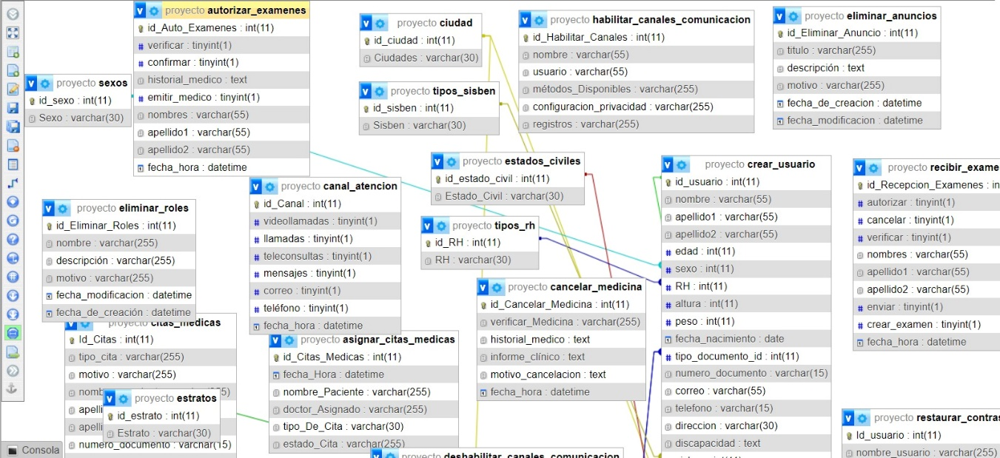 proyecto autorizar_examenes
id_Auto_Examenes : int(11)
verificar : tinyint(1)
confirmar : tinyint(1)
historial_medico : text
emitir_medico : tinyint(1)
nombres : varchar(55)
apellido1 : varchar(55)
apellido2 : varchar(55)
fecha_hora : datetime
proyecto ciudad
id_ciudad : int(11)
Ciudades : varchar(30)
proyecto habilitar_canales_comunicacion
id_Habilitar_Canales : int(11)
nombre : varchar(55)
usuario : varchar(55)
métodos_Disponibles : varchar(255)
configuracion_privacidad : varchar(255)
registros : varchar(255)
proyecto eliminar_anuncios
id_Eliminar_Anuncio : int(11)
titulo : varchar(255)
descripción : text
motivo : varchar(255)
fecha_de_creacion : datetime
fecha_modificacion : datetime
proyecto sexos
id_sexo : int(11)
Sexo : varchar(30)
proyecto tipos_sisben
id_sisben : int(11)
Sisben : varchar(30)
proyecto estados_civiles
id_estado_civil : int(11)
Estado_Civil : varchar(30)
proyecto crear_usuario
id_usuario : int(11)
nombre : varchar(55)
apellido1 : varchar(55)
apellido2 : varchar(55)
edad : int(11)
sexo : int(11)
RH : int(11)
altura : int(11)
peso : int(11)
fecha_nacimiento : date
tipo_documento_id : int(11)
numero_documento : varchar(15)
correo : varchar(55)
telefono : varchar(15)
direccion : varchar(30)
discapacidad : text
proyecto recibir_exame
id_Recepcion_Examenes : in
autorizar : tinyint(1)
cancelar : tinyint(1)
verificar : tinyint(1)
nombres : varchar(55)
apellido1 : varchar(55)
apellido2 : varchar(55)
enviar : tinyint(1)
crear_examen : tinyint(1)
fecha_hora : datetime
proyecto canal_atencion
id_Canal : int(11)
videollamadas : tinyint(1)
llamadas : tinyint(1)
teleconsultas : tinyint(1)
mensajes : tinyint(1)
correo : tinyint(1)
teléfono : tinyint(1)
fecha_hora : datetime
proyecto eliminar_roles
id_Eliminar_Roles : int(11)
nombre : varchar(255)
descripción : varchar(255)
motivo : varchar(255)
fecha_modificacion : datetime
fecha_de_creación : datetime
proyecto tipos_rh
id_RH : int(11)
RH : varchar(30)
proyecto cancelar_medicina
id_Cancelar_Medicina : int(11)
verificar_Medicina : varchar(255)
historial_medico : text
informe_clínico : text
motivo_cancelacion : text
fecha_hora : datetime
proyecto citas_medicas
Id_Citas : int(11)
tipo_cita : varchar(255)
motivo : varchar(255)
apelli
apelli
numero_documento : varchar(15)
proyecto estratos
id_estrato : int(11)
Estrato : varchar(30)
proyecto asignar_citas_medicas
id_Citas_Medicas : int(11)
fecha_Hora : datetime
nombre_Paciente : varchar(255)
doctor_Asignado : varchar(255)
tipo_De_Cita : varchar(30)
estado_Cita : varchar(255)
proyecto deshabilitar_canales_comunicacion
proyecto restaurar_contras
Id_usuario : int(11)
nombre_usuario : varchar(255)
Consola